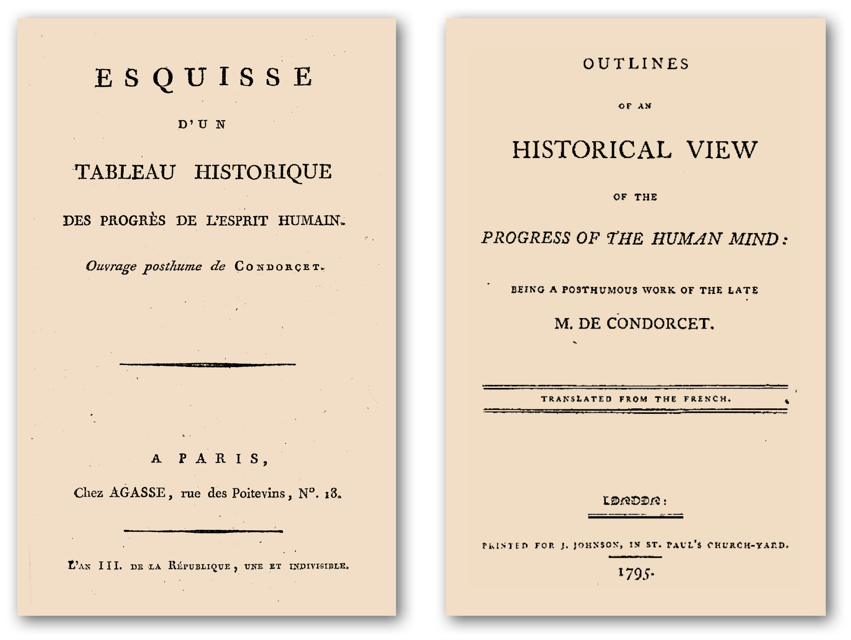 ESQUISSE
D'UN
TABLEAU HISTORIQUE
DES PROGRÈS DE L'ESPRIT HUMAIN.
Ouvrage posthume de CONDORCET.
A PARIS,
Chez AGASSE, rue des Poitevins, Nº. 18.
L'AN III. DE LA RÉPUBLIQUE, UNE ET INDIVISIBLE.
OUTLINES
OF AN
HISTORICAL VIEW
OF THE
PROGRESS OF THE HUMAN MIND:
BEING A POSTHUMOUS WORK OF THE LATE
M. DE CONDORCET.
TRANSLATED FROM THE FRENCH.
LONDON:
PRINTED FOR J. JOHNSON, IN ST. PAUL'S CHURCH-YARD.
1795.